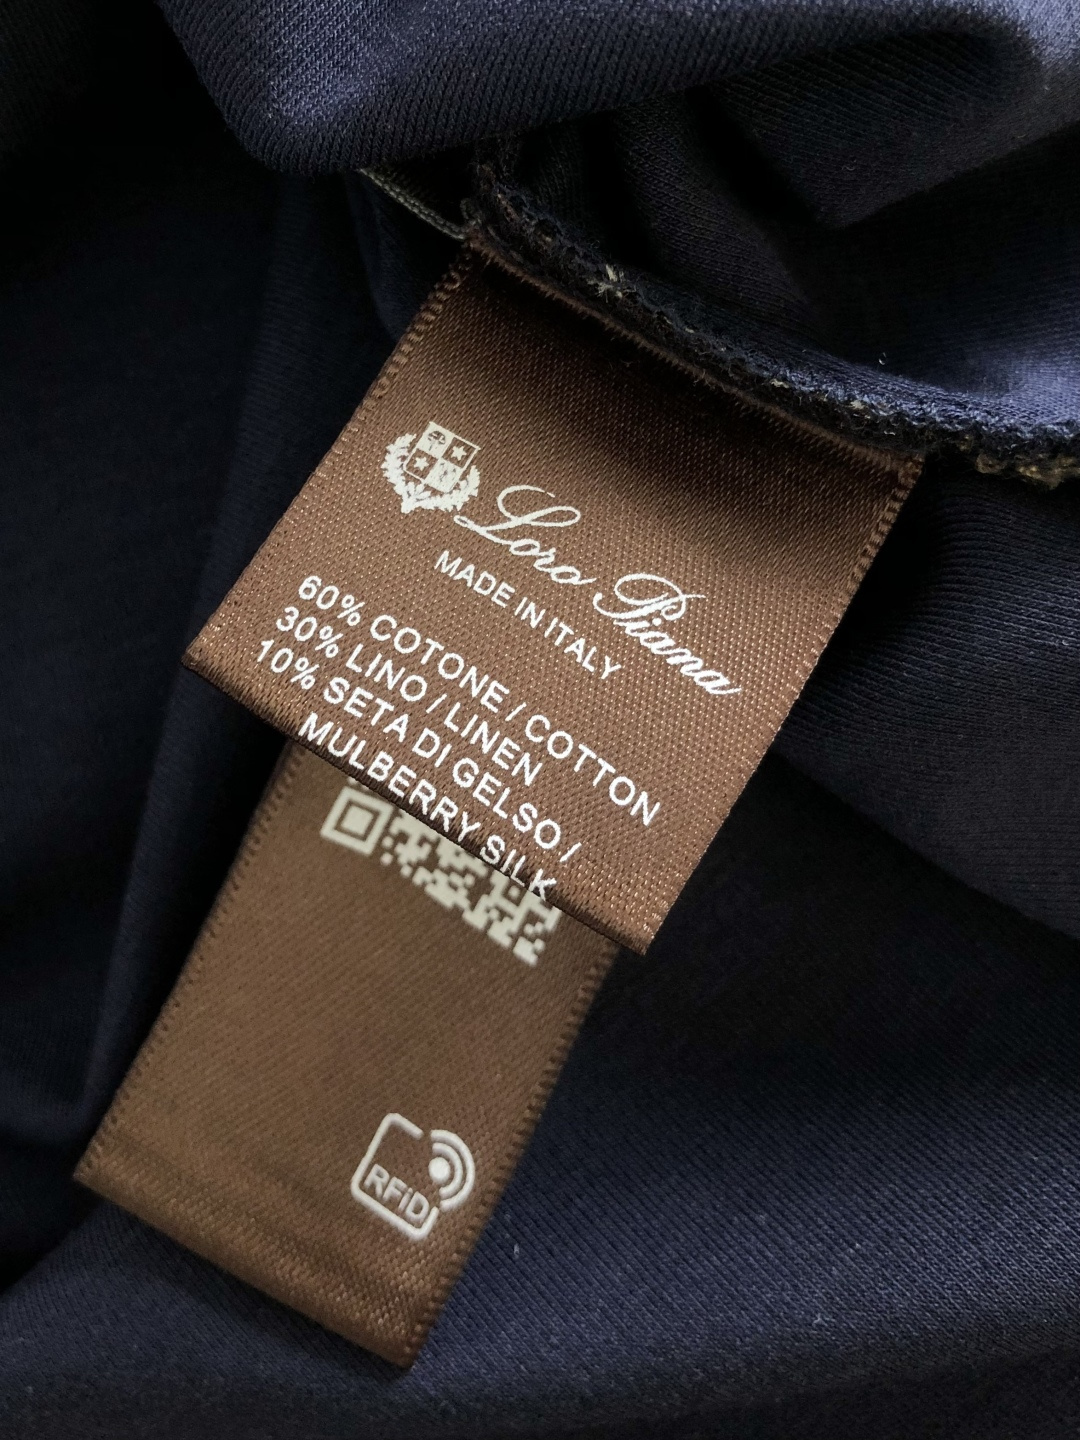 Loro Piana
MADE IN ITALY
60% COTONE / COTTON
30% LINO / LINEN
10% SETA DI GELSO /
MULBERRY SILK
RFiD